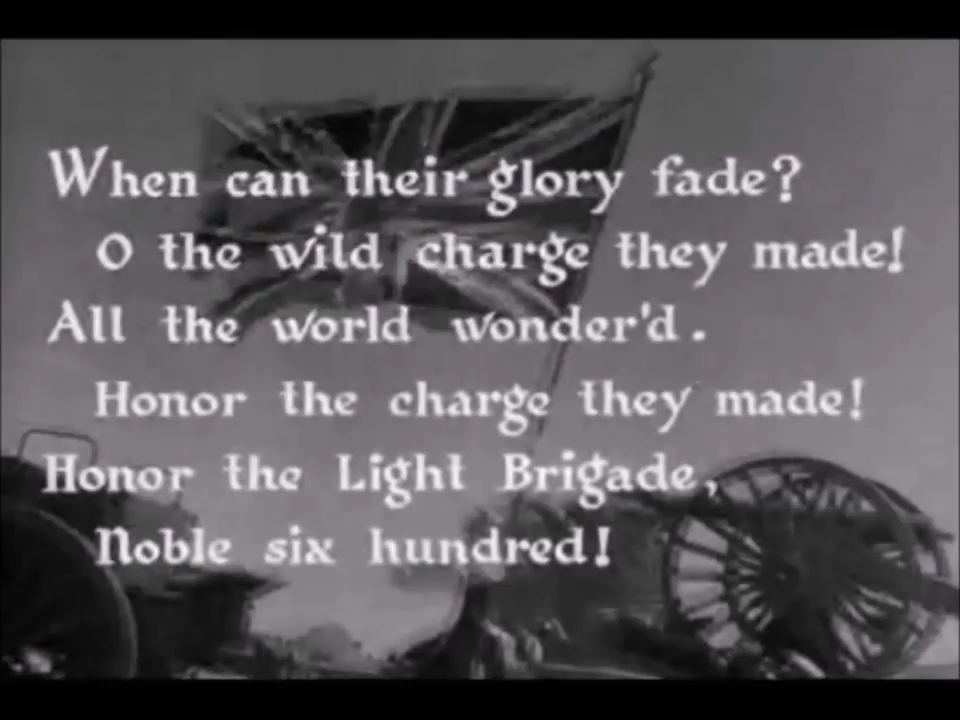 When can their glory fade?
O the wild charge they made!
All the world wonder'd.
Honor the charge they made!
Honor the Light Brigade,
Noble six hundred!